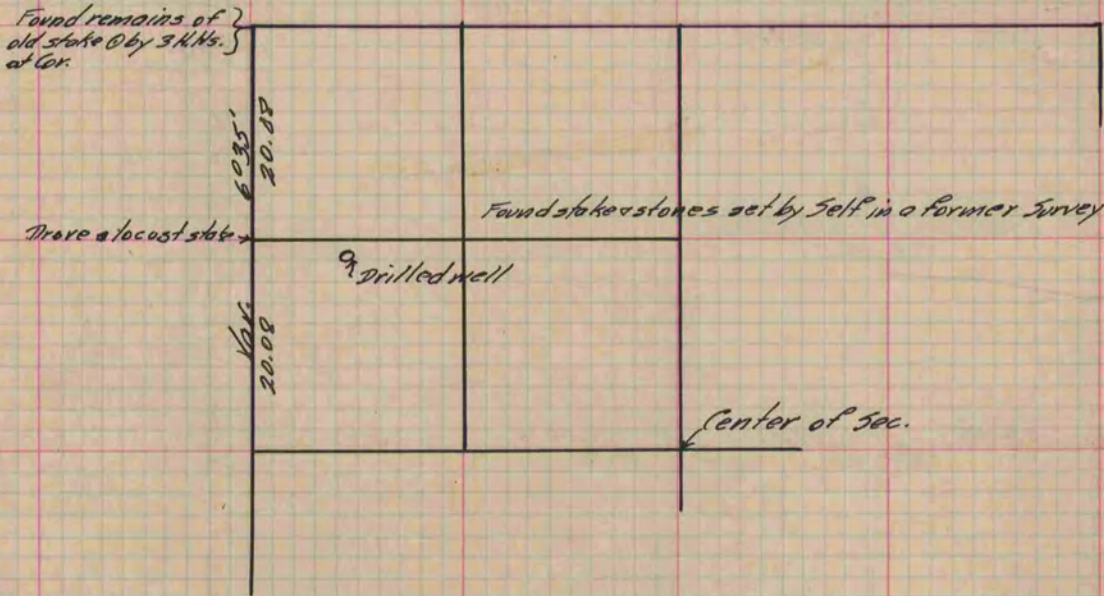 Found remains of
old stake @ by 3 H.Hs.
at Cor.
6°35'
20.08
Found stake & stones set by Self in a former Survey
Drove a locust stake
Drilled well
Var.
20.08
Center of Sec.